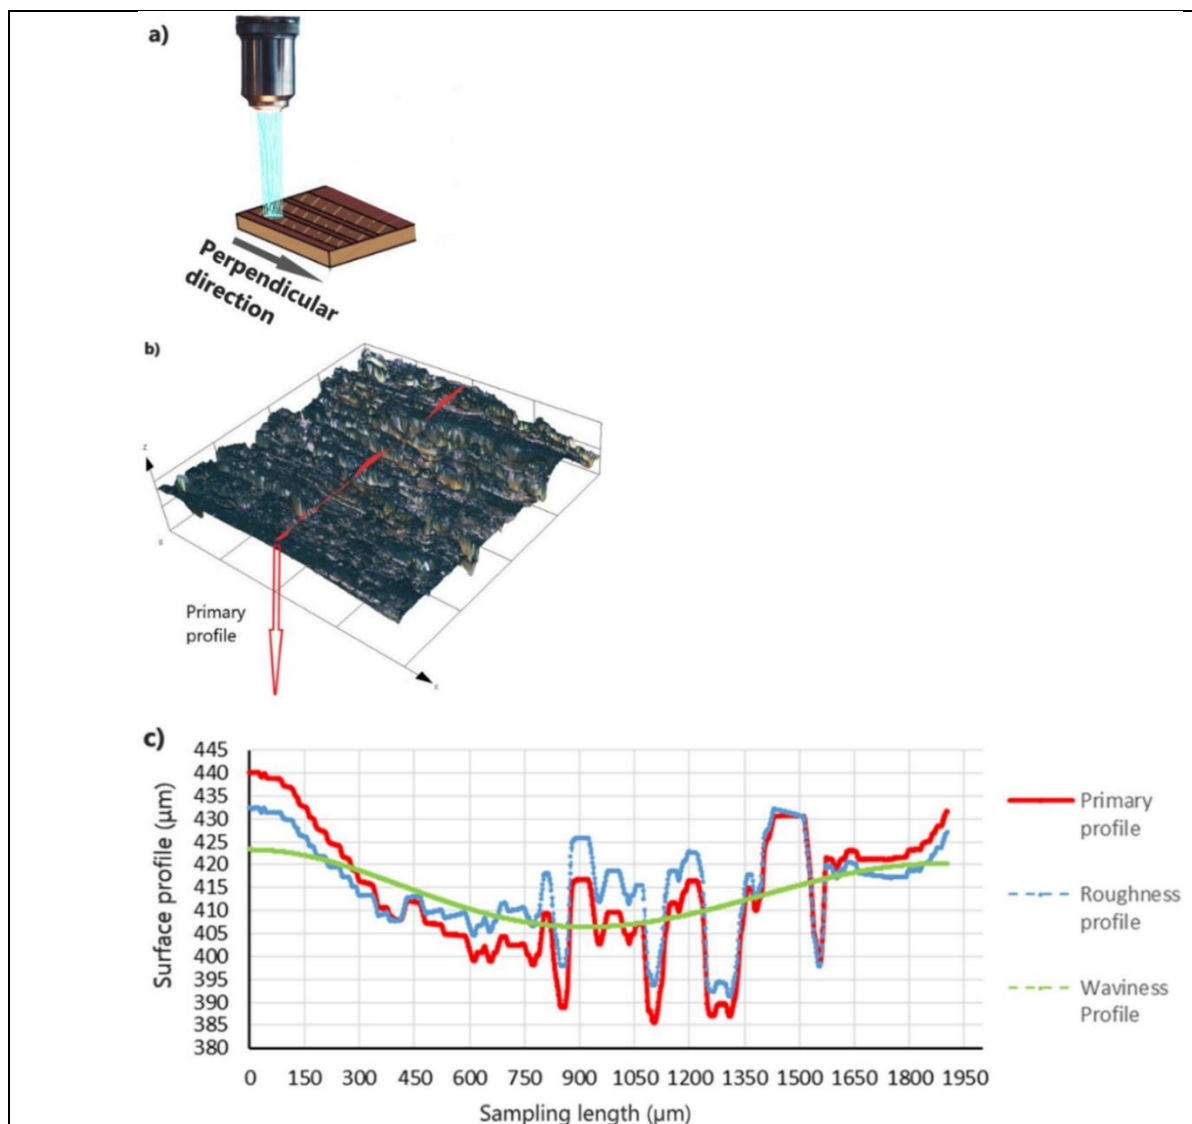 a)
Perpendicular
direction
b)
z
x
Primary
profile
c)
Surface profile (μm)
445
440
435
430
425
420
415
410
405
400
395
390
385
380
0 150 300 450 600 750 900 1050 1200 1350 1500 1650 1800 1950
Sampling length (μm)
Primary
profile
Roughness
profile
Waviness
Profile